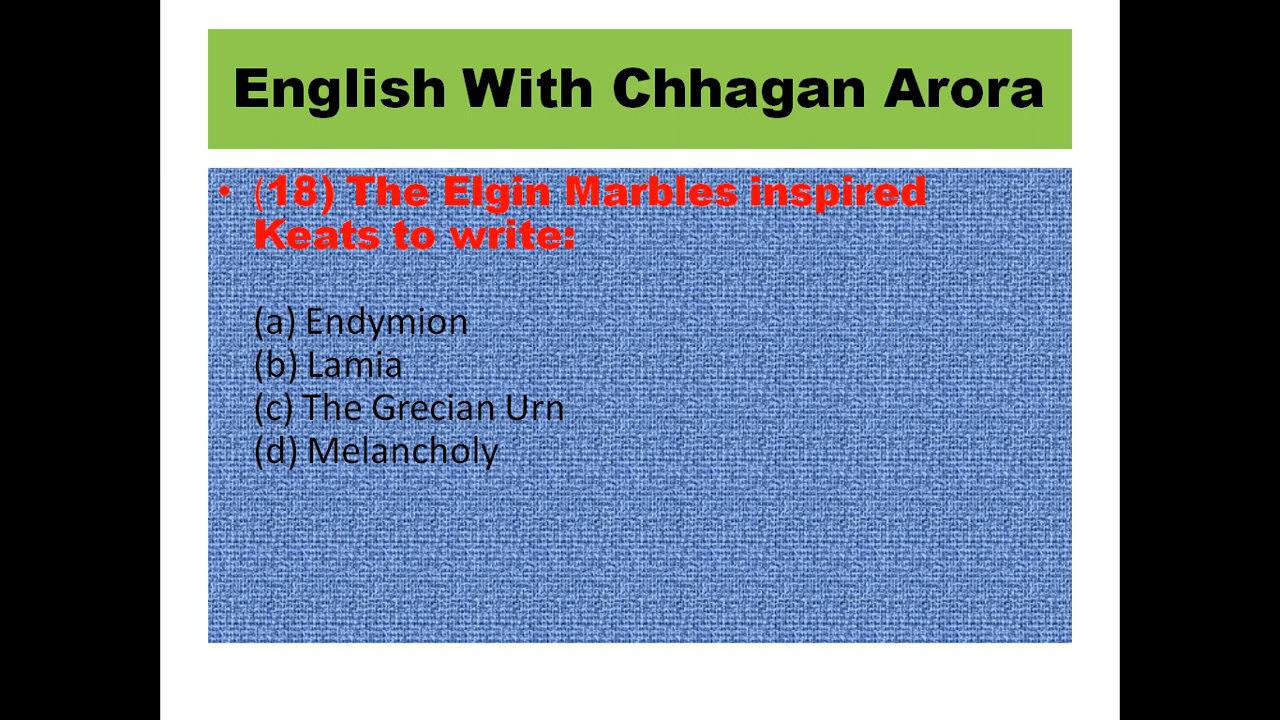 English With Chhagan Arora
• (18) The Elgin Marbles inspired
Keats to write:
(a) Endymion
(b) Lamia
(c) The Grecian Urn
(d) Melancholy